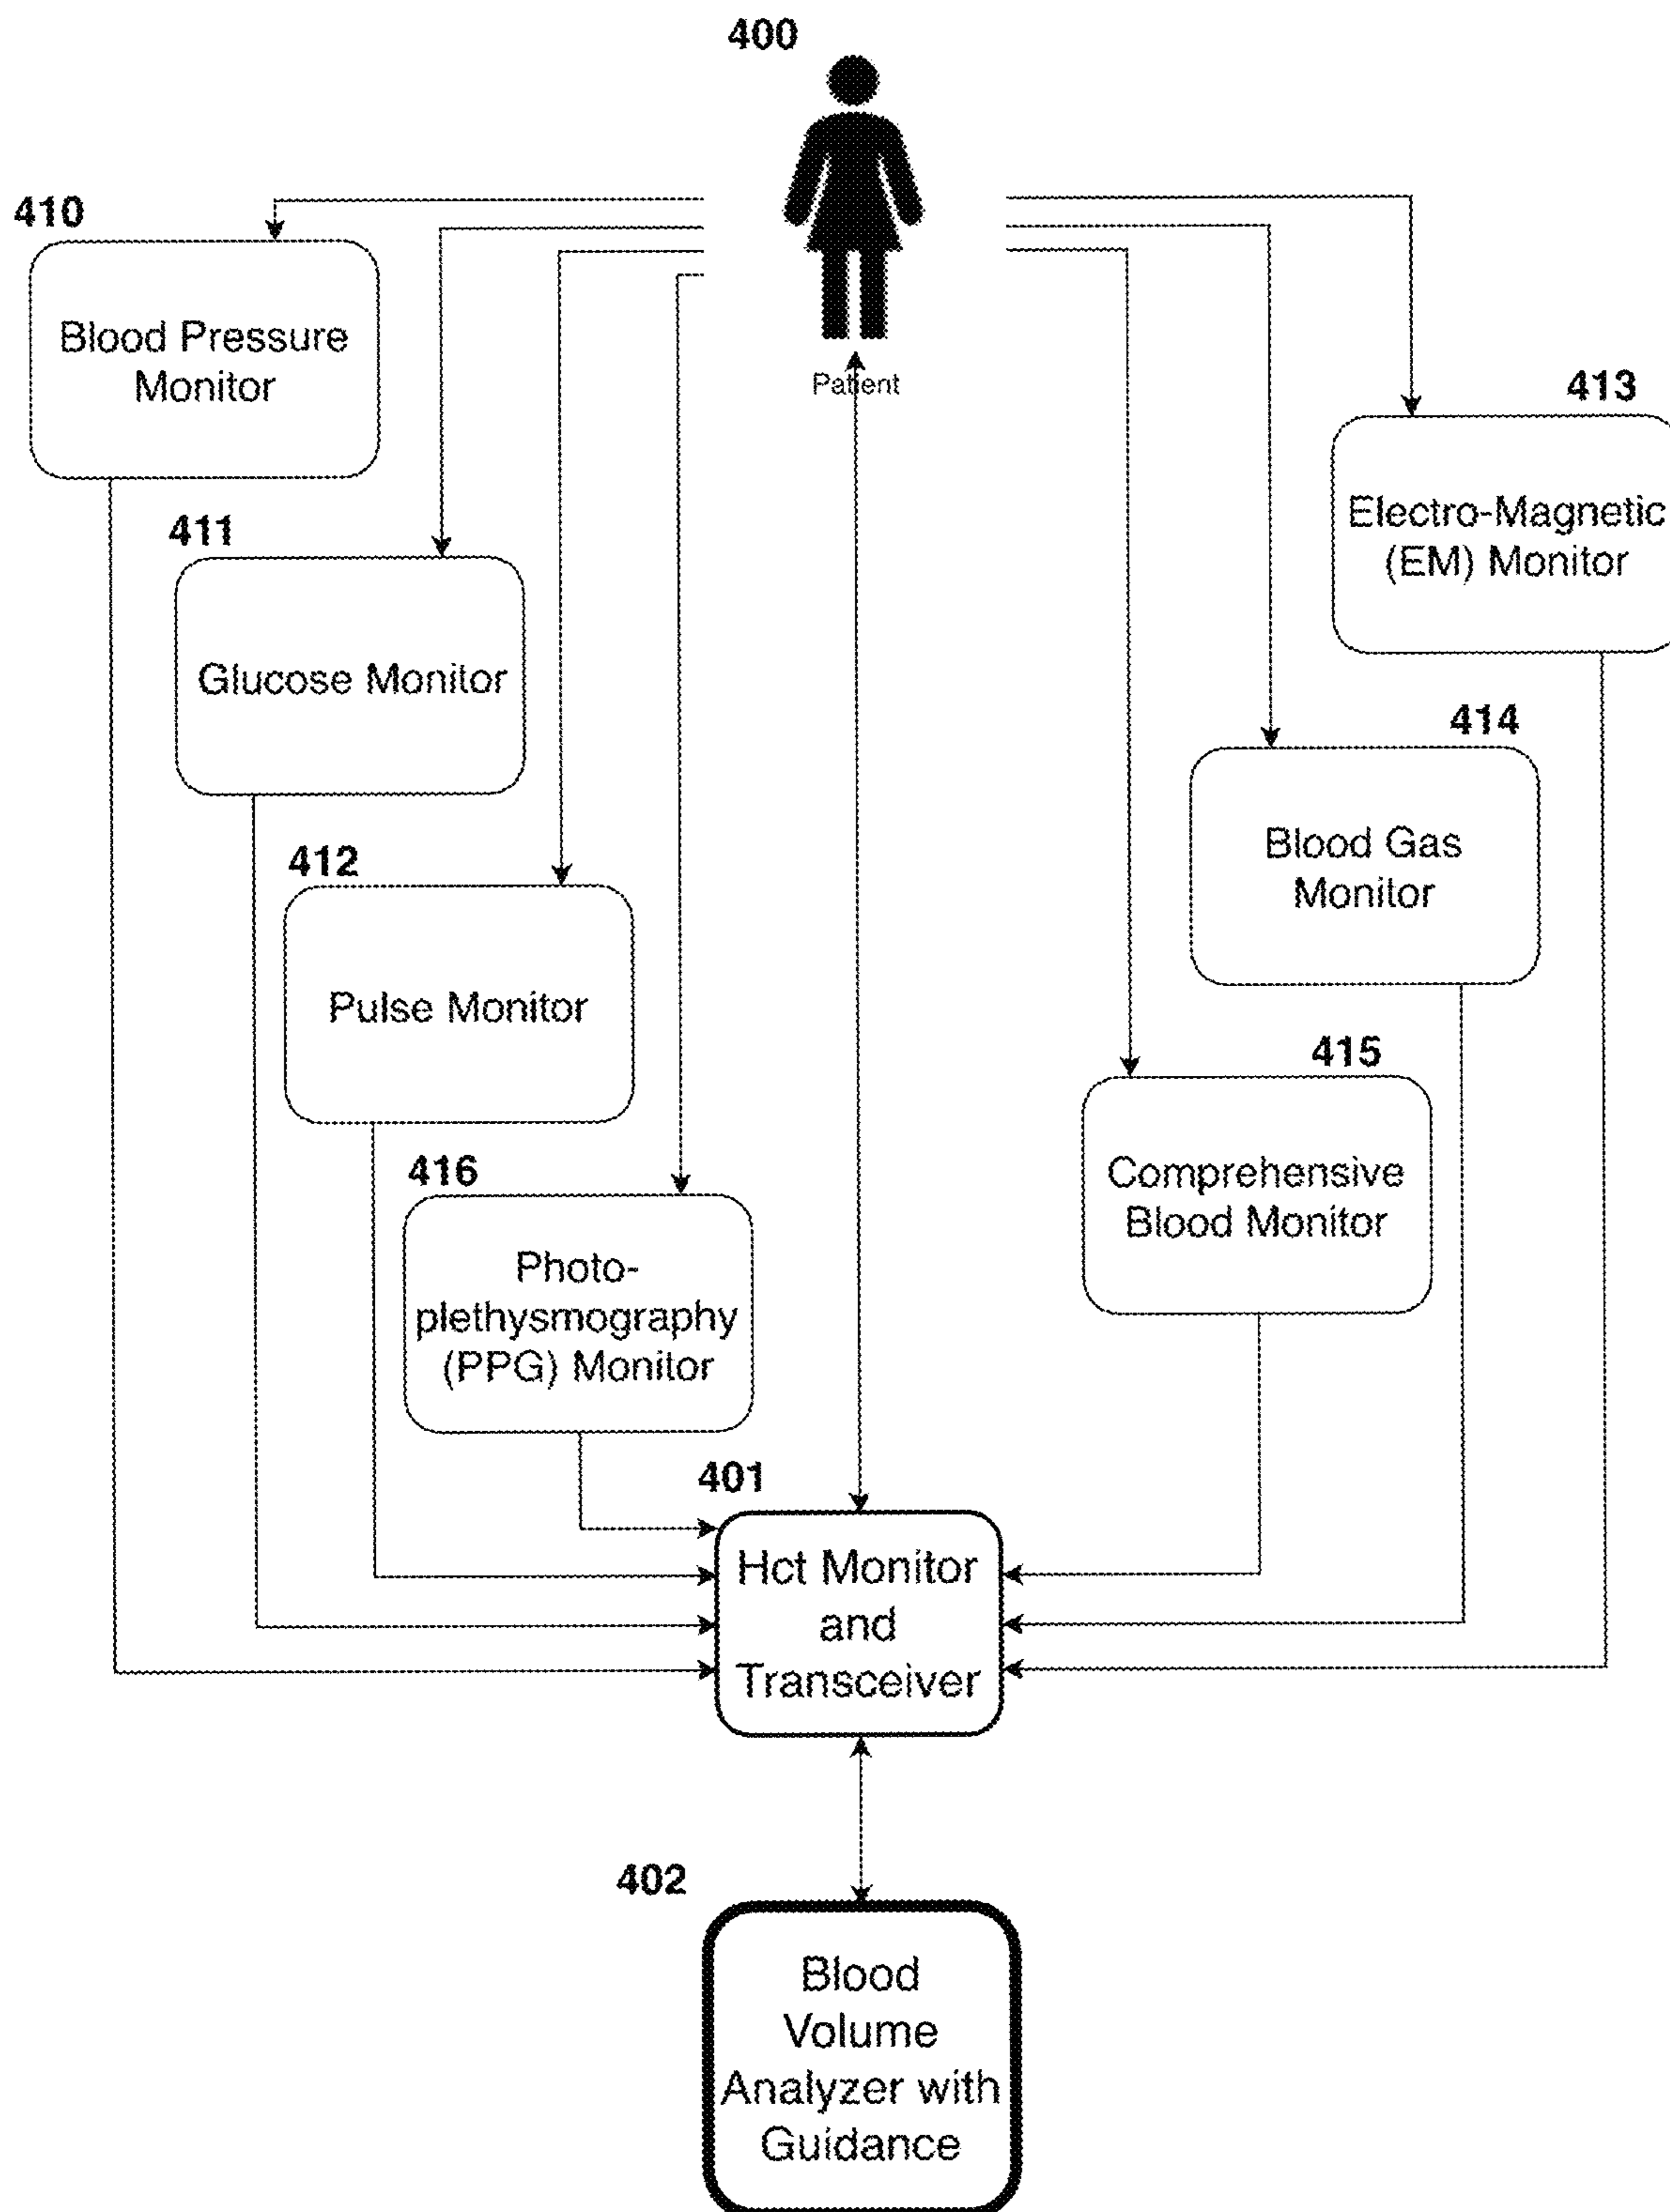 400
Patient
410
Blood Pressure
Monitor
413
Electro-Magnetic
(EM) Monitor
411
Glucose Monitor
414
Blood Gas
Monitor
412
Pulse Monitor
415
Comprehensive
Blood Monitor
416
Photo-
plethysmography
(PPG) Monitor
401
Hct Monitor
and
Transceiver
402
Blood
Volume
Analyzer with
Guidance